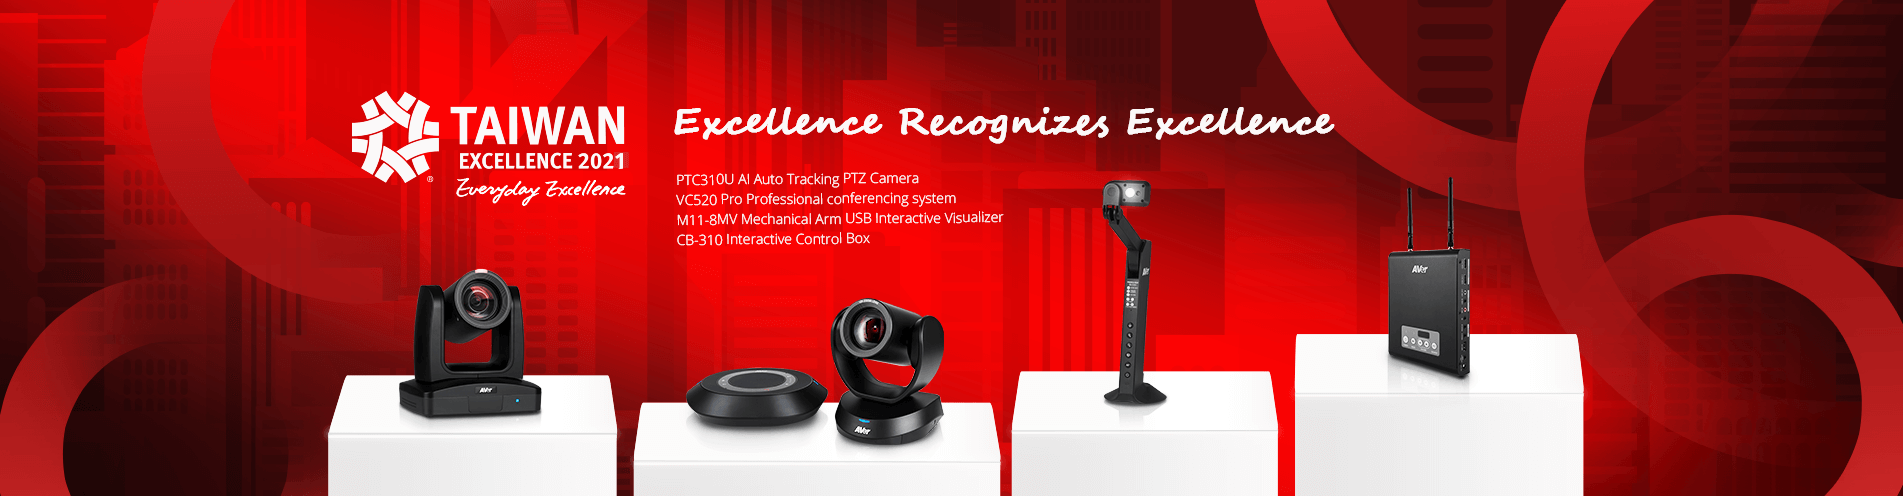 TAIWAN
EXCELLENCE 2021
®
Everyday Excellence
Excellence Recognizes Excellence
PTC310U AI Auto Tracking PTZ Camera
VC520 Pro Professional conferencing system
M11-8MV Mechanical Arm USB Interactive Visualizer
CB-310 Interactive Control Box
AVer
AVer
AVer
AVer